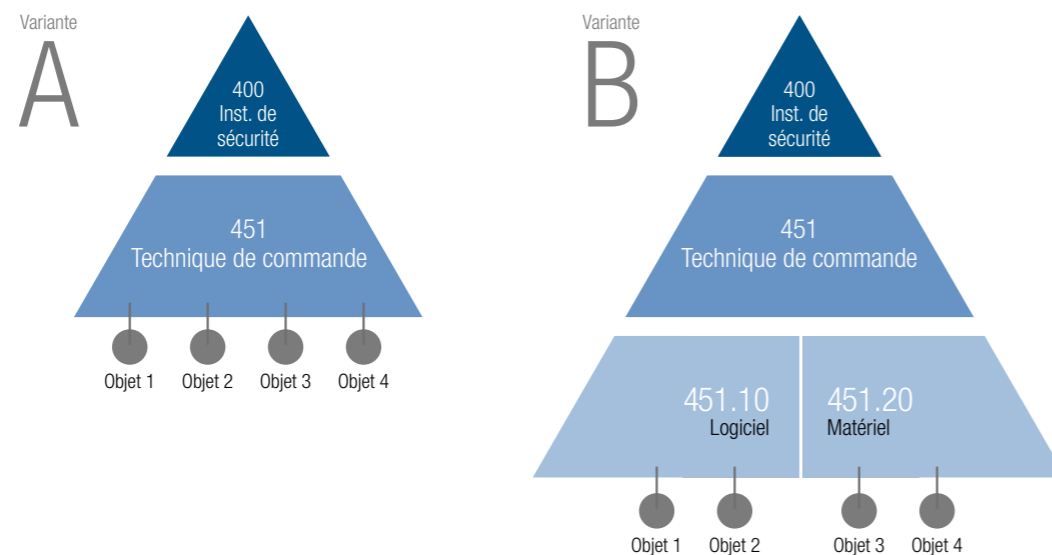 Variante
A
400
Inst. de
sécurité
451
Technique de commande
Objet 1
Objet 2
Objet 3
Objet 4
Variante
B
400
Inst. de
sécurité
451
Technique de commande
451.10
Logiciel
451.20
Matériel
Objet 1
Objet 2
Objet 3
Objet 4